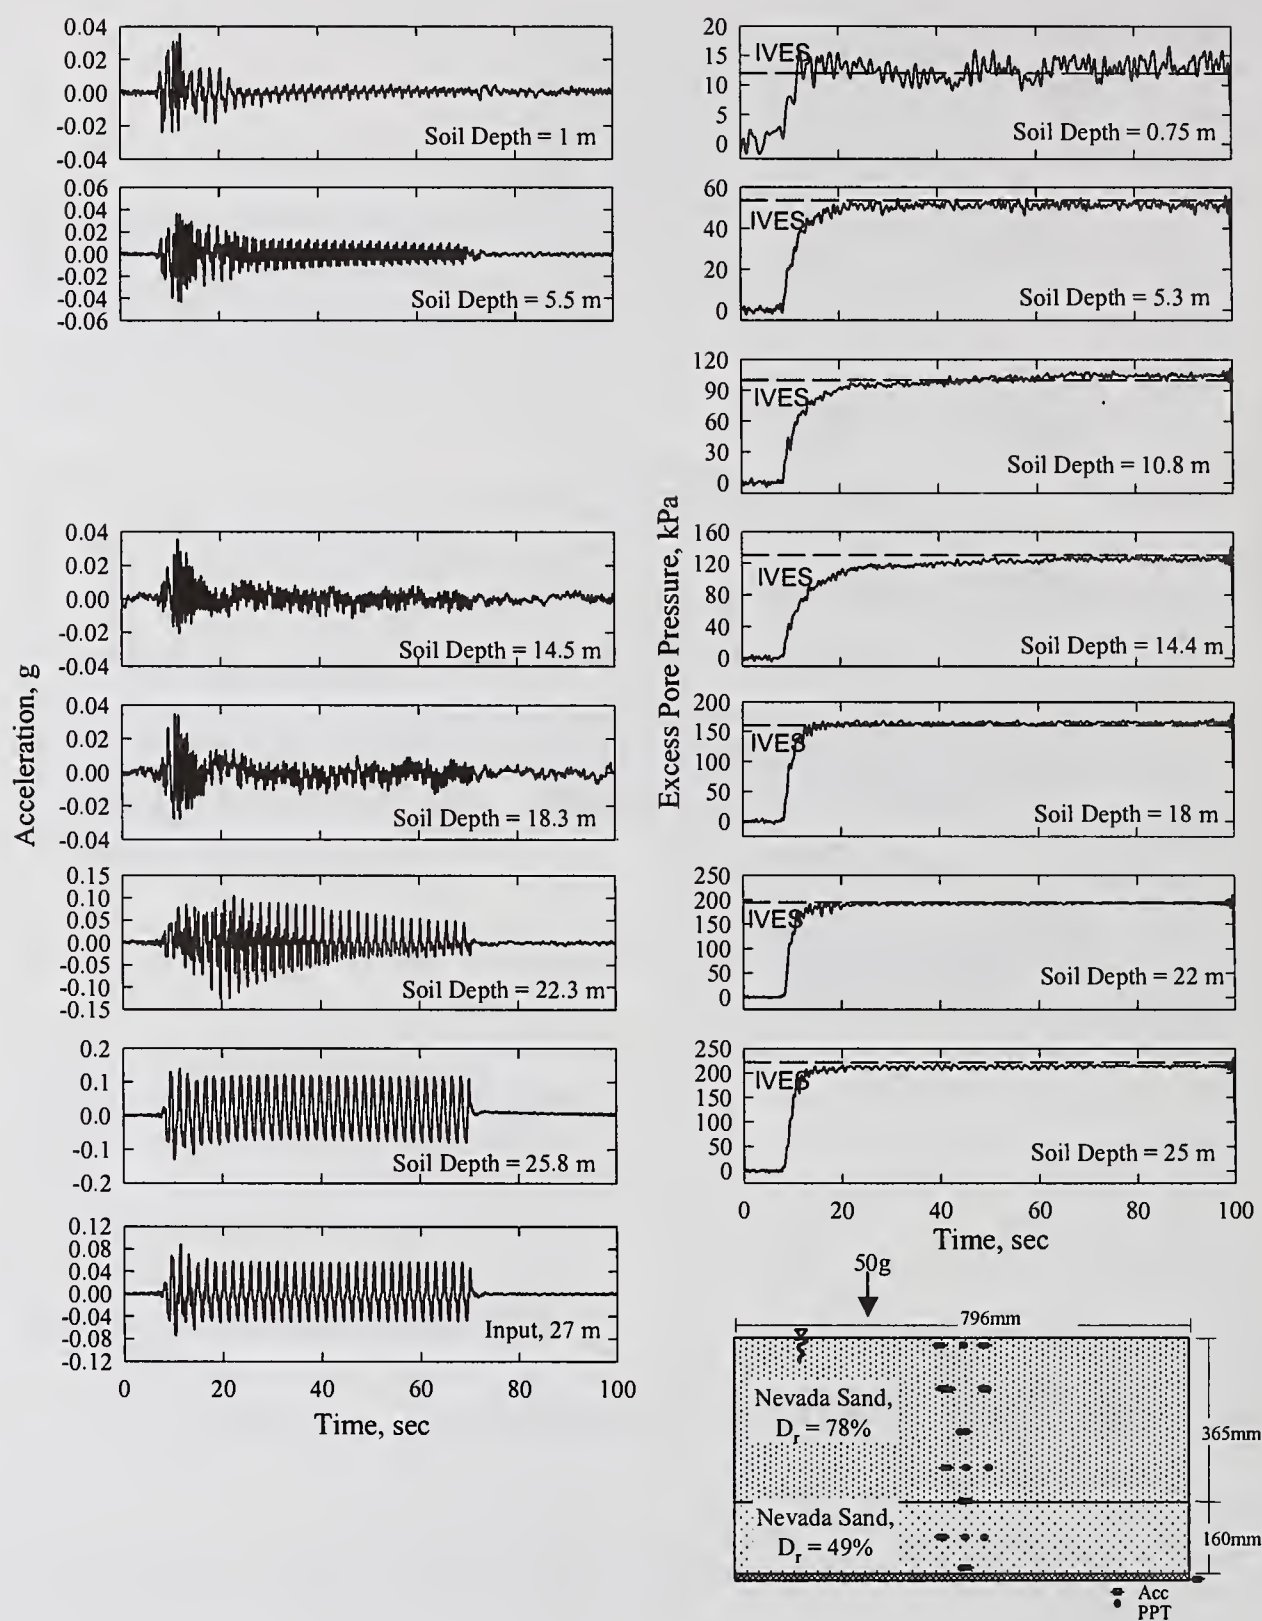 0.04
0.02
0.00
-0.02
-0.04
Soil Depth = 1 m
0.06
0.04
0.02
0.00
-0.02
-0.04
-0.06
Soil Depth = 5.5 m
Acceleration, g
0.04
0.02
0.00
-0.02
-0.04
Soil Depth = 14.5 m
0.04
0.02
0.00
-0.02
-0.04
Soil Depth = 18.3 m
0.15
0.10
0.05
0.00
-0.05
-0.10
-0.15
Soil Depth = 22.3 m
0.2
0.1
0.0
-0.1
-0.2
Soil Depth = 25.8 m
0.12
0.08
0.04
0.00
-0.04
-0.08
-0.12
Input, 27 m
0 20 40 60 80 100
Time, sec
20
15
10
5
0
IVES
Soil Depth = 0.75 m
60
40
20
0
IVES
Soil Depth = 5.3 m
120
90
60
30
0
IVES
Soil Depth = 10.8 m
Excess Pore Pressure, kPa
160
120
80
40
0
IVES
Soil Depth = 14.4 m
200
150
100
50
0
IVES
Soil Depth = 18 m
250
200
150
100
50
0
IVES
Soil Depth = 22 m
250
200
150
100
50
0
IVES
Soil Depth = 25 m
0 20 40 60 80 100
Time, sec
50g
796mm
Nevada Sand,
Dr = 78%
365mm
Nevada Sand,
Dr = 49%
160mm
Acc
PPT